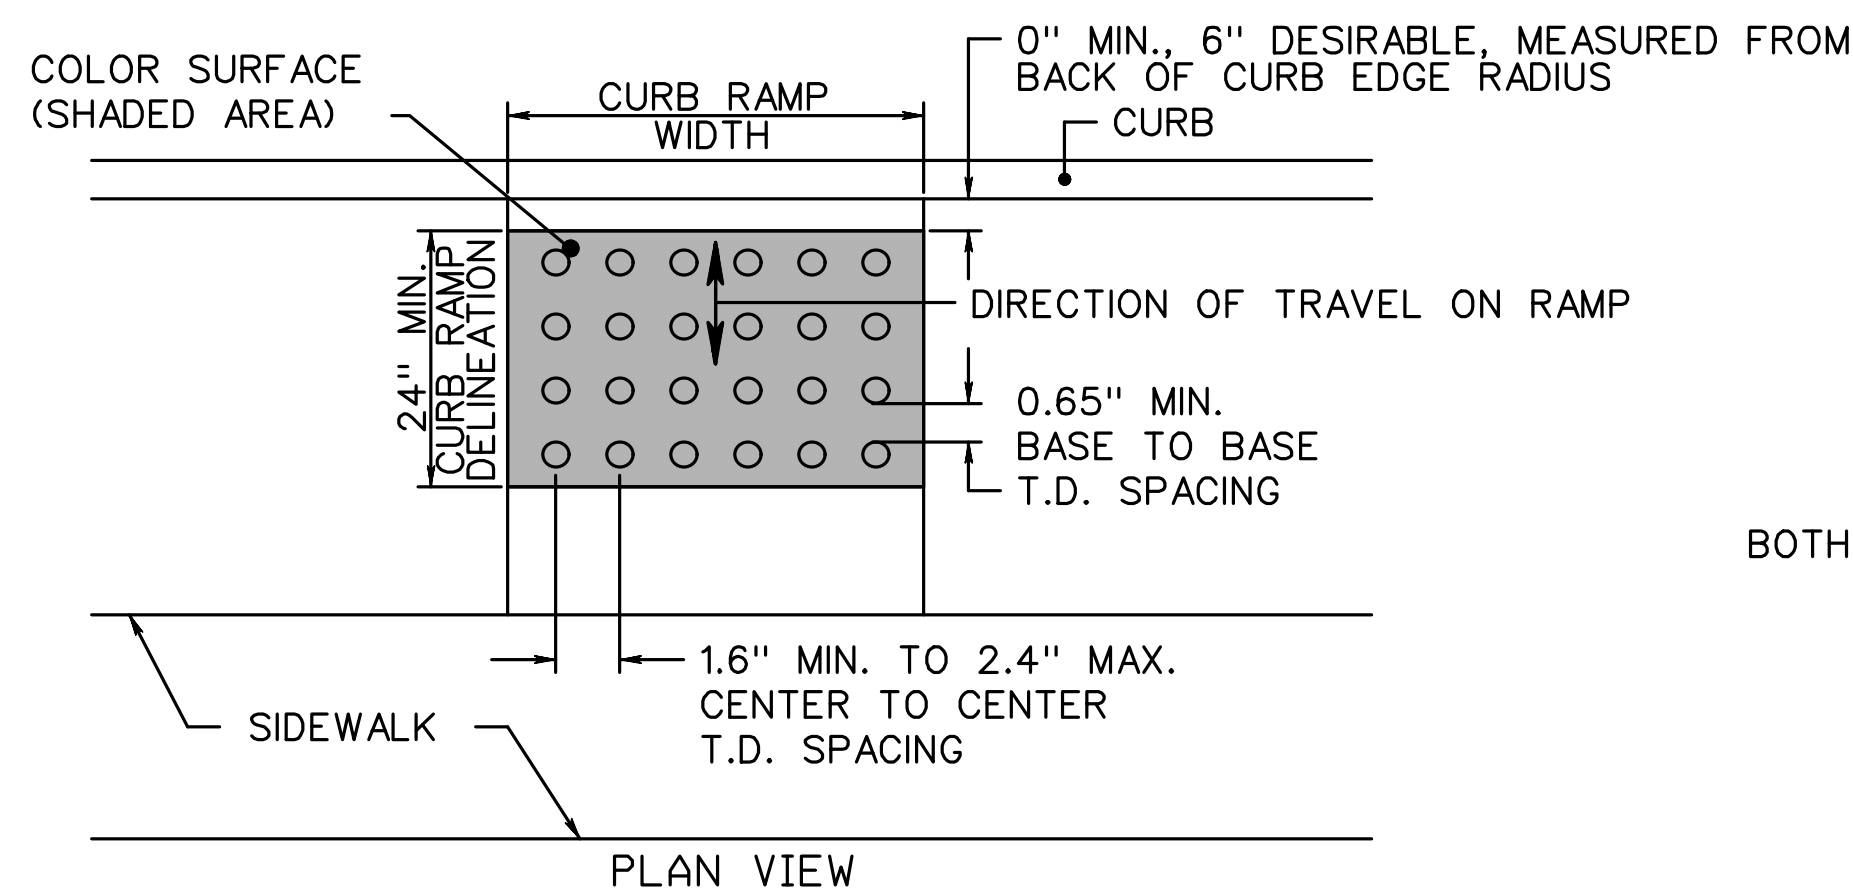 COLOR SURFACE
(SHADED AREA)
CURB RAMP
WIDTH
0" MIN., 6" DESIRABLE, MEASURED FROM
BACK OF CURB EDGE RADIUS
CURB
24" MIN.
CURB RAMP
DELINEATION
DIRECTION OF TRAVEL ON RAMP
0.65" MIN.
BASE TO BASE
T.D. SPACING
BOTH
1.6" MIN. TO 2.4" MAX.
CENTER TO CENTER
T.D. SPACING
SIDEWALK
PLAN VIEW